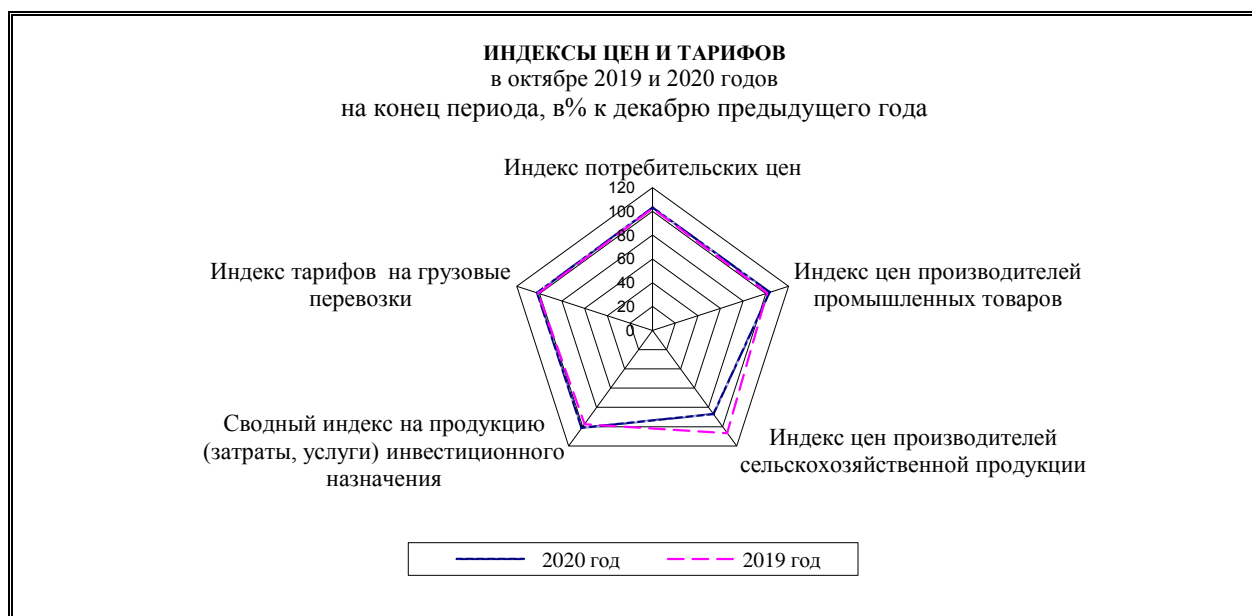 ИНДЕКСЫ ЦЕН И ТАРИФОВ
в октябре 2019 и 2020 годов
на конец периода, в% к декабрю предыдущего года
Индекс потребительских цен
120
100
80
60
40
20
0
Индекс тарифов на грузовые
перевозки
Индекс цен производителей
промышленных товаров
Сводный индекс на продукцию
(затраты, услуги) инвестиционного
назначения
Индекс цен производителей
сельскохозяйственной продукции
2020 год
2019 год